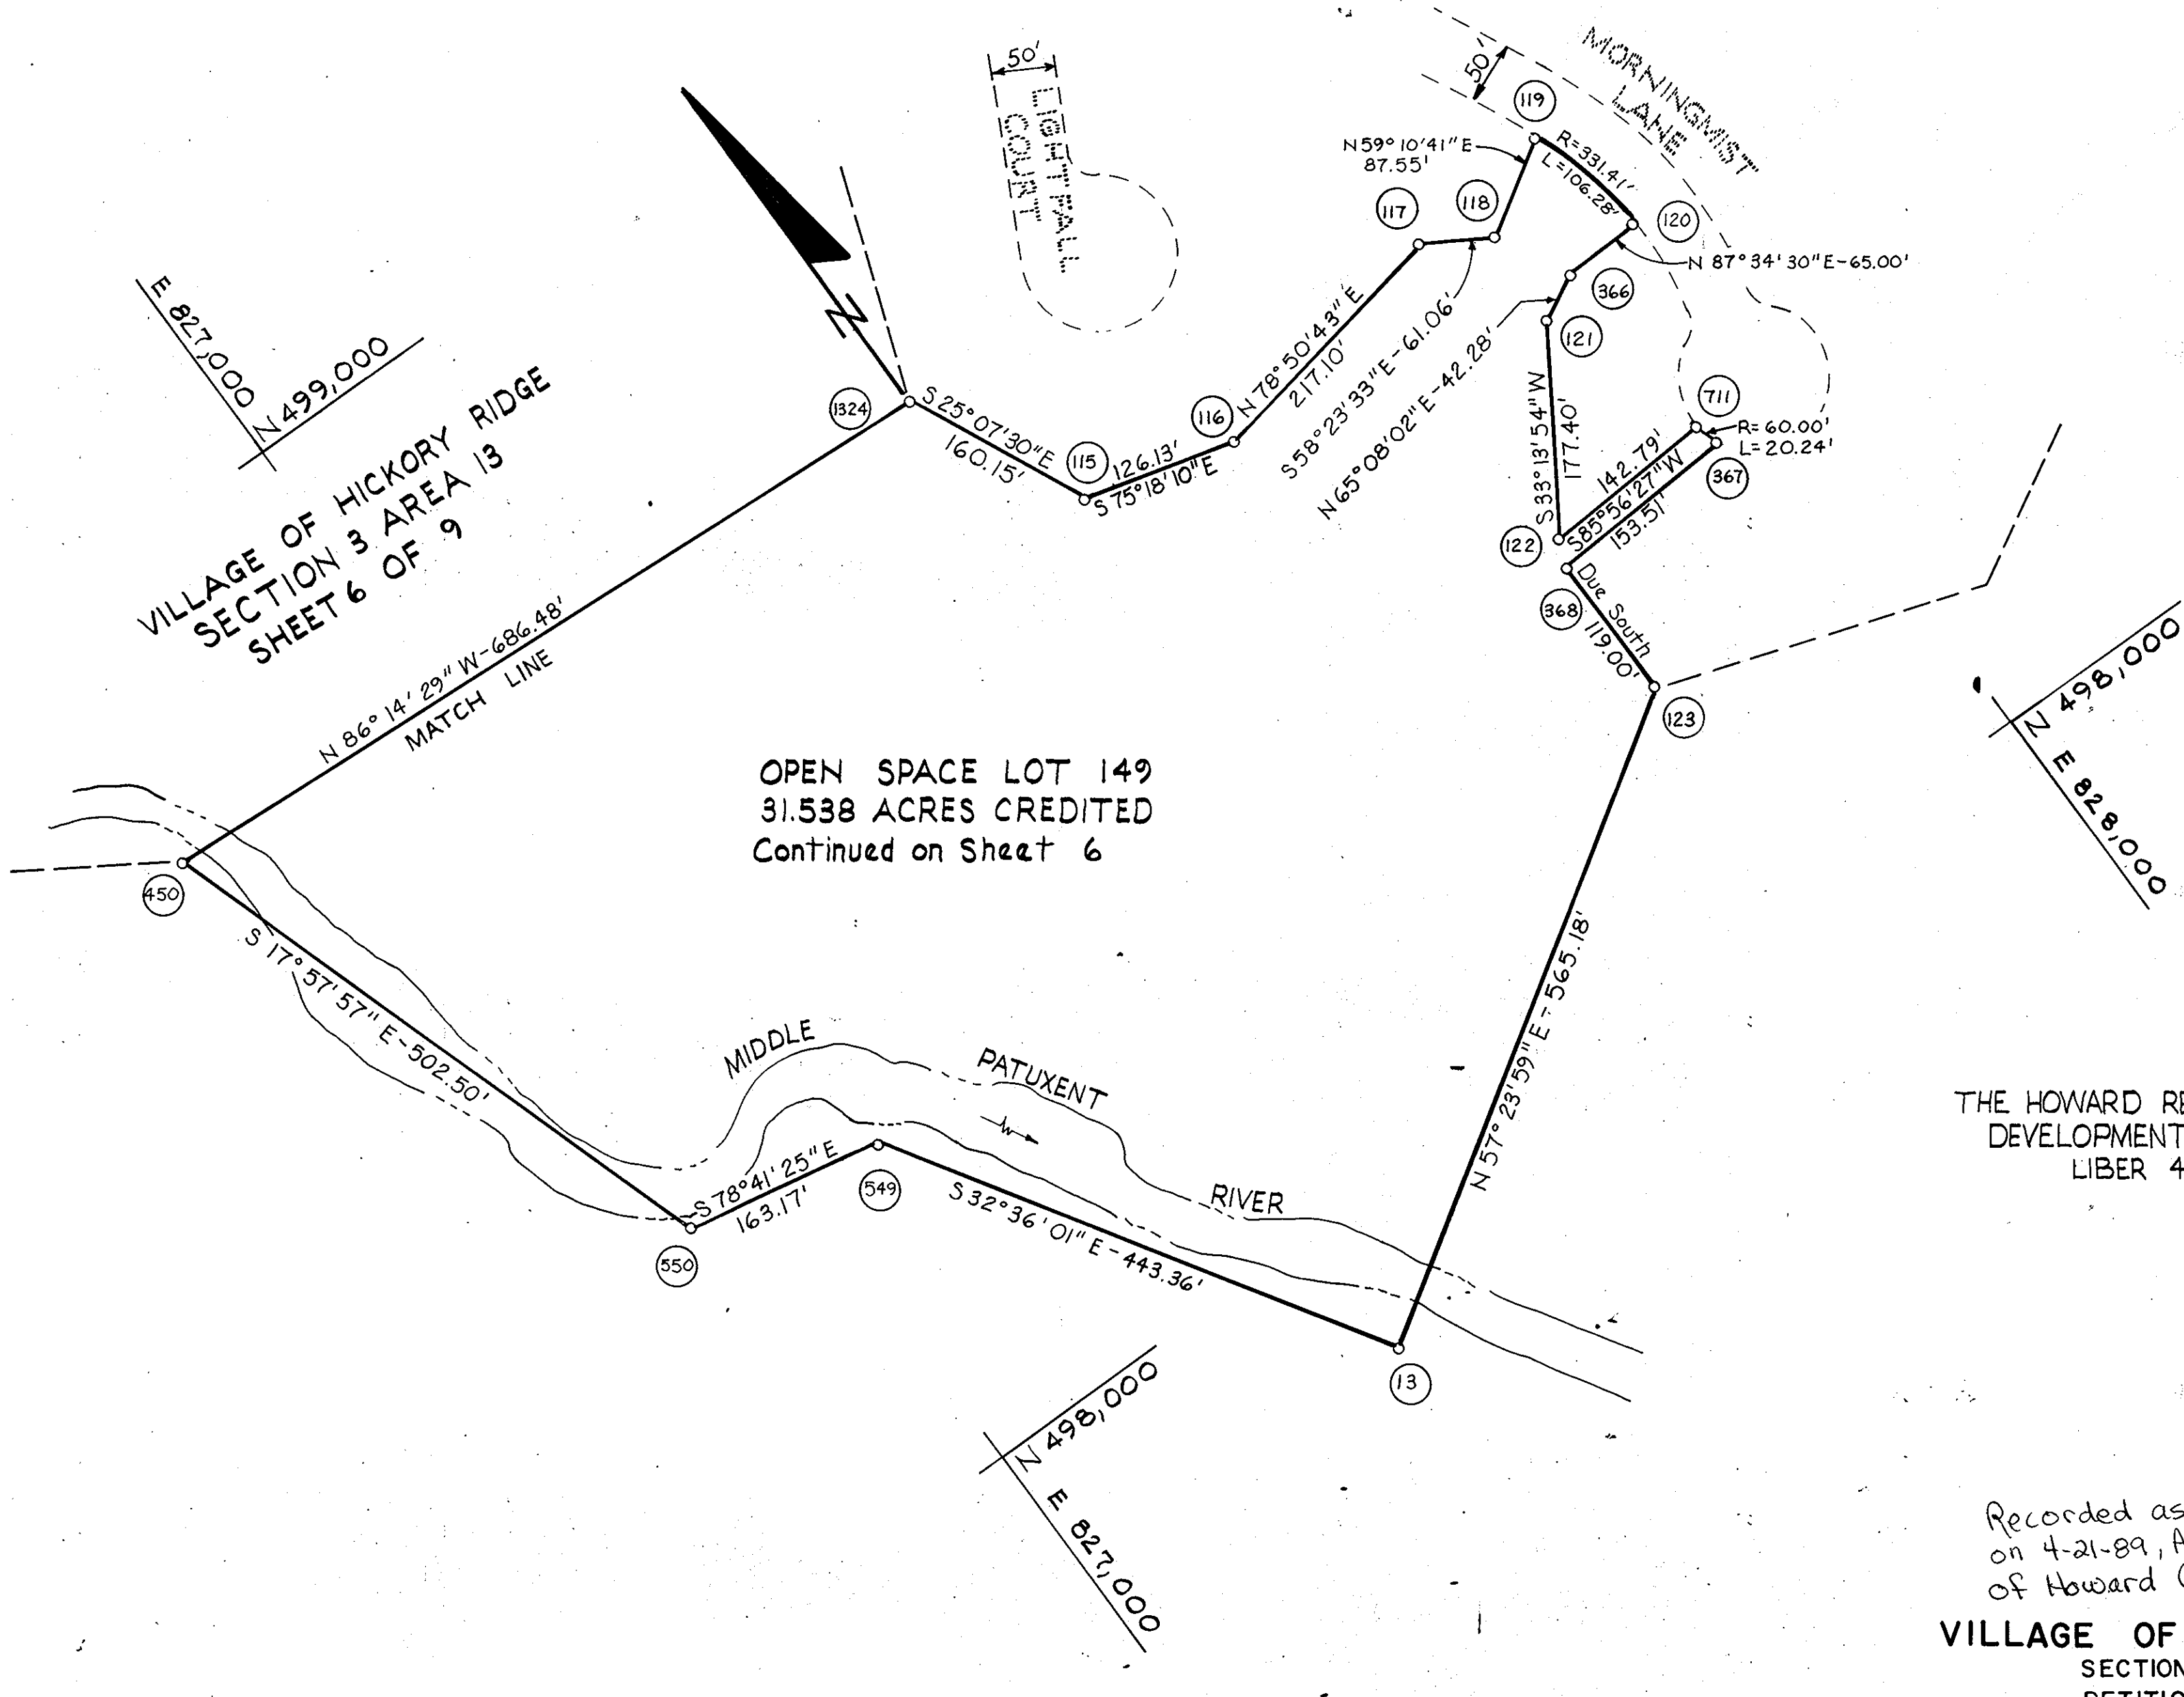 50'
LIGHTFALL
COURT
50'
MORNINGMIST
LANE
119
N59°10'41"E
87.55'
R=331.41'
L=106.28'
117
118
120
N 87°34'30"E-65.00'
366
121
S58°23'33"E-61.06'
N65°08'02"E-42.28'
N 78°50'43"E
217.10'
E 827,000
N 499,000
VILLAGE OF HICKORY RIDGE
SECTION 3 AREA 13
SHEET 6 OF 9
N
1324
S 25°07'30"E
160.15'
115
126.13'
S 75°18'10"E
116
S33°13'54"W
177.40'
711
R= 60.00'
L=20.24'
142.79'
S85°56'27"W
153.51'
367
122
368
Due South
119.00'
123
N 86°14'29" W-686.48'
MATCH LINE
N 498,000
E 828,000
OPEN SPACE LOT 149
31.538 ACRES CREDITED
Continued on Sheet 6
450
S 17°57'57" E-502.50'
MIDDLE
PATUXENT
RIVER
S 78°41'25" E
163.17'
549
550
S 32°36'01" E-443.36'
N 57°23'59" E-565.18'
13
THE HOWARD RE
DEVELOPMENT
LIBER 4
N 498,000
E 827,000
Recorded as
on 4-21-89, A
of Howard C
VILLAGE OF
SECTION
PETITIO